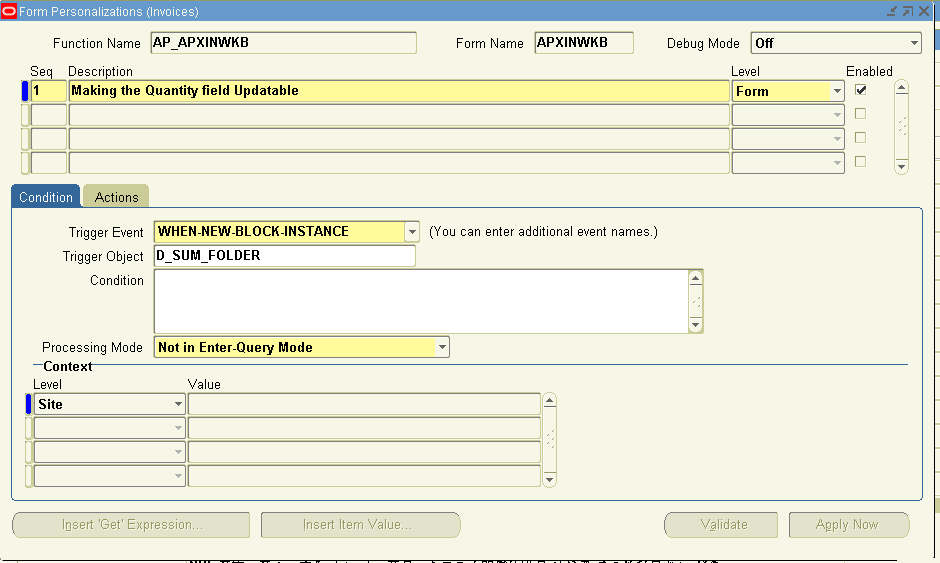 Form Personalizations (Invoices)
Function Name AP_APXINWKB Form Name APXINWKB Debug Mode Off
Seq Description Level Enabled
1 Making the Quantity field Updatable Form
Condition Actions
Trigger Event WHEN-NEW-BLOCK-INSTANCE (You can enter additional event names.)
Trigger Object D_SUM_FOLDER
Condition
Processing Mode Not in Enter-Query Mode
Context
Level Value
Site
Insert 'Get' Expression... Insert Item Value... Validate Apply Now